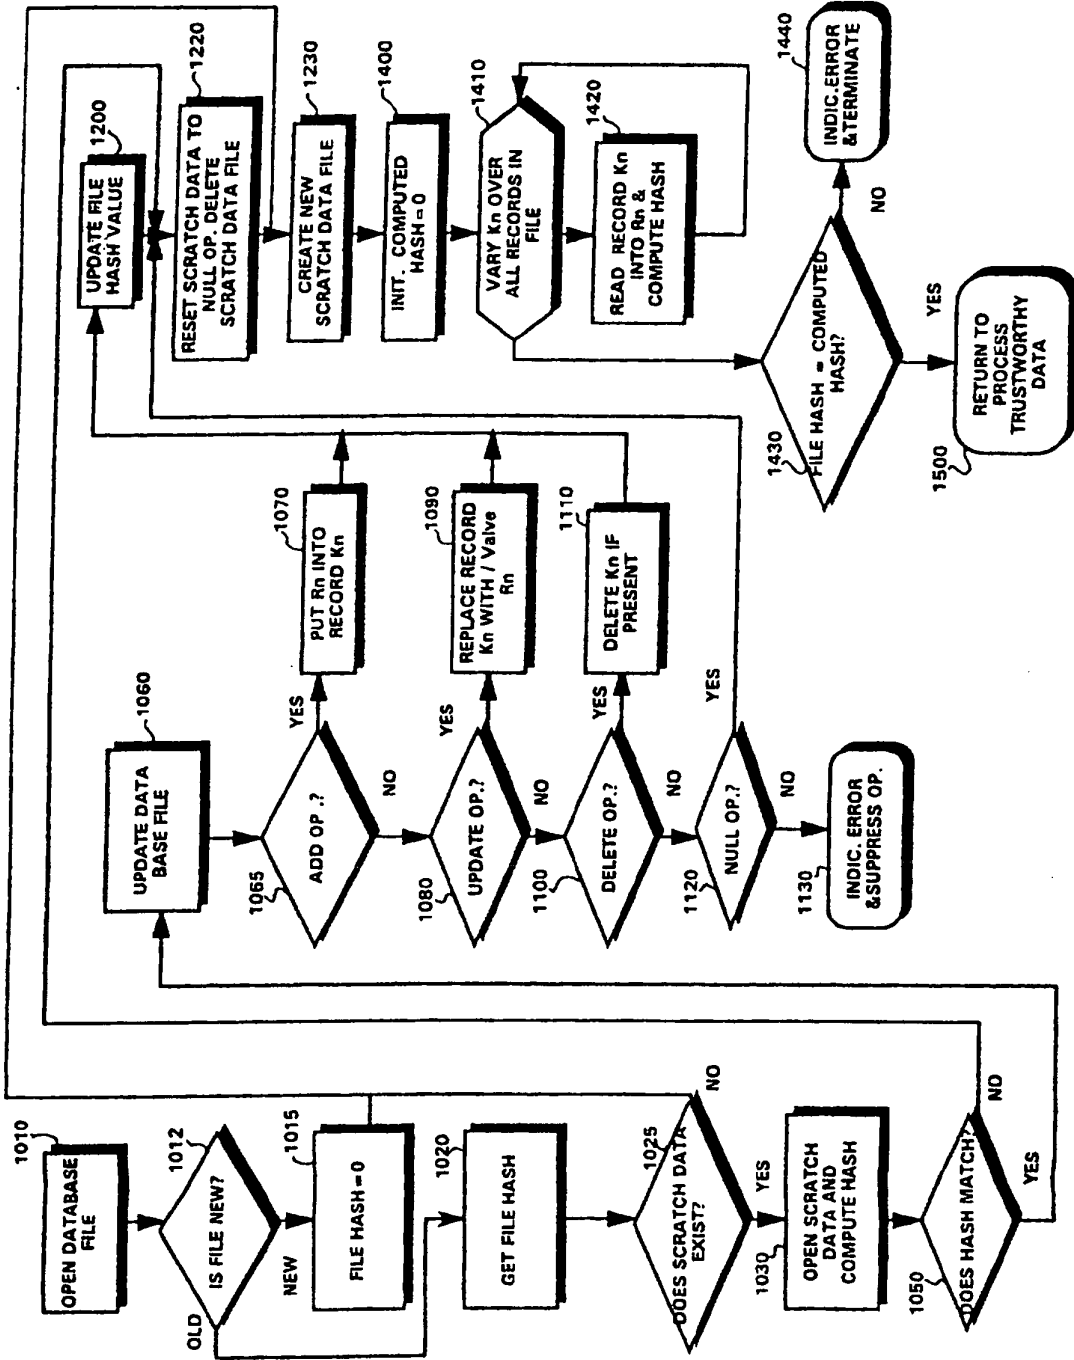 1010
OPEN DATABASE
FILE
1012
IS FILE NEW?
OLD
NEW
1015
FILE HASH=0
1020
GET FILE HASH
1025
DOES SCRATCH DATA
EXIST?
NO
YES
1030
OPEN SCRATCH
DATA AND
COMPUTE HASH
1050
DOES HASH MATCH?
NO
YES
1060
UPDATE DATA
BASE FILE
1065
ADD OP.?
YES
NO
1070
PUT Rn INTO
RECORD Kn
1080
UPDATE OP.?
YES
NO
1090
REPLACE RECORD
Kn WITH / Valve
Rn
1100
DELETE OP.?
YES
NO
1110
DELETE Kn IF
PRESENT
1120
NULL OP.?
YES
NO
1130
INDIC. ERROR
&SUPPRESS OP.
1200
UPDATE FILE
HASH VALUE
1220
RESET SCRATCH DATA TO
NULL OP. DELETE
SCRATCH DATA FILE
1230
CREATE NEW
SCRATCH DATA FILE
1400
INIT. COMPUTED
HASH=0
1410
VARY Kn OVER
ALL RECORDS IN
FILE
1420
READ RECORD Kn
INTO Rn &
COMPUTE HASH
1430
FILE HASH = COMPUTED
HASH?
NO
YES
1440
INDIC.ERROR
&TERMINATE
1500
RETURN TO
PROCESS
TRUSTWORTHY
DATA